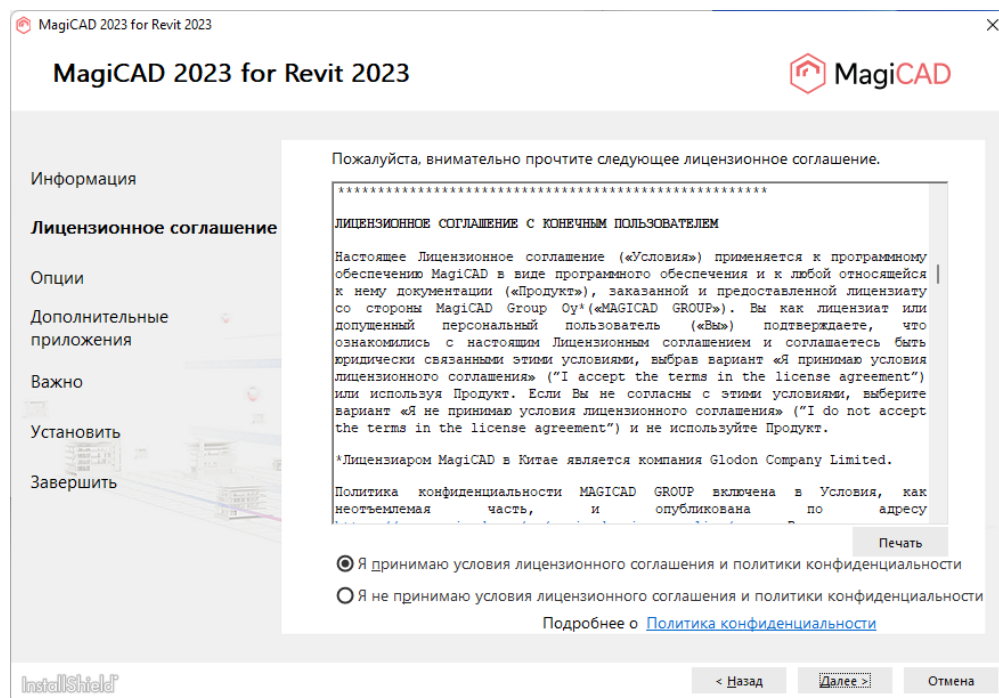 MagiCAD 2023 for Revit 2023
MagiCAD 2023 for Revit 2023
MagiCAD
Информация
Лицензионное соглашение
Опции
Дополнительные
приложения
Важно
Установить
Завершить
Пожалуйста, внимательно прочтите следующее лицензионное соглашение.
******************************************************
ЛИЦЕНЗИОННОЕ СОГЛАШЕНИЕ С КОНЕЧНЫМ ПОЛЬЗОВАТЕЛЕМ
Настоящее Лицензионное соглашение («Условия») применяется к программному
обеспечению MagiCAD в виде программного обеспечения и к любой относящейся
к нему документации («Продукт»), заказанной и предоставленной лицензиату
со стороны MagiCAD Group Oy*(«MAGICAD GROUP»). Вы как лицензиат или
допущенный персональный пользователь («Вы») подтверждаете, что
ознакомились с настоящим Лицензионным соглашением и соглашаетесь быть
юридически связанными этими условиями, выбрав вариант «Я принимаю условия
лицензионного соглашения» (”I accept the terms in the license agreement”)
или используя Продукт. Если Вы не согласны с этими условиями, выберите
вариант «Я не принимаю условия лицензионного соглашения» (”I do not accept
the terms in the license agreement”) и не используйте Продукт.
*Лицензиаром MagiCAD в Китае является компания Glodon Company Limited.
Политика конфиденциальности MAGICAD GROUP включена в Условия, как
неотъемлемая часть, и опубликована по адресу
Печать
Я принимаю условия лицензионного соглашения и политики конфиденциальности
Я не принимаю условия лицензионного соглашения и политики конфиденциальности
Подробнее о Политика конфиденциальности
InstallShield
< Назад
Далее >
Отмена